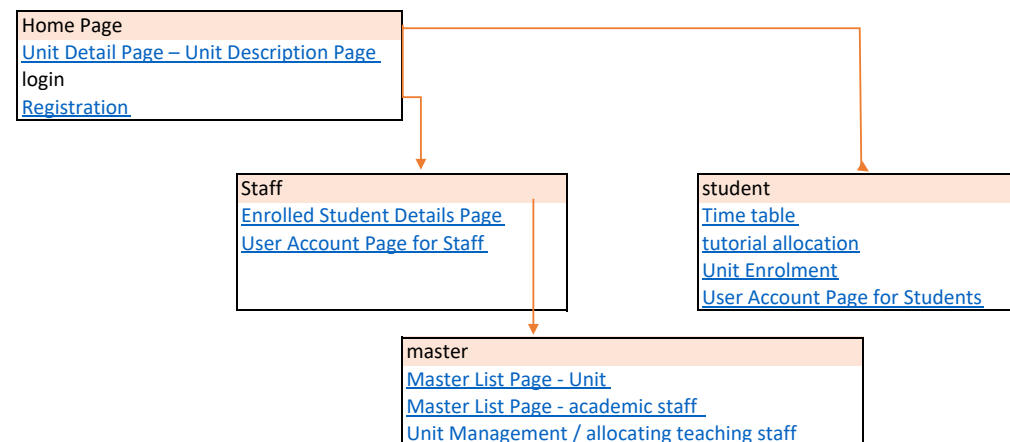 Home Page
Unit Detail Page – Unit Description Page
login
Registration
Staff
Enrolled Student Details Page
User Account Page for Staff
student
Time table
tutorial allocation
Unit Enrolment
User Account Page for Students
master
Master List Page - Unit
Master List Page - academic staff
Unit Management / allocating teaching staff